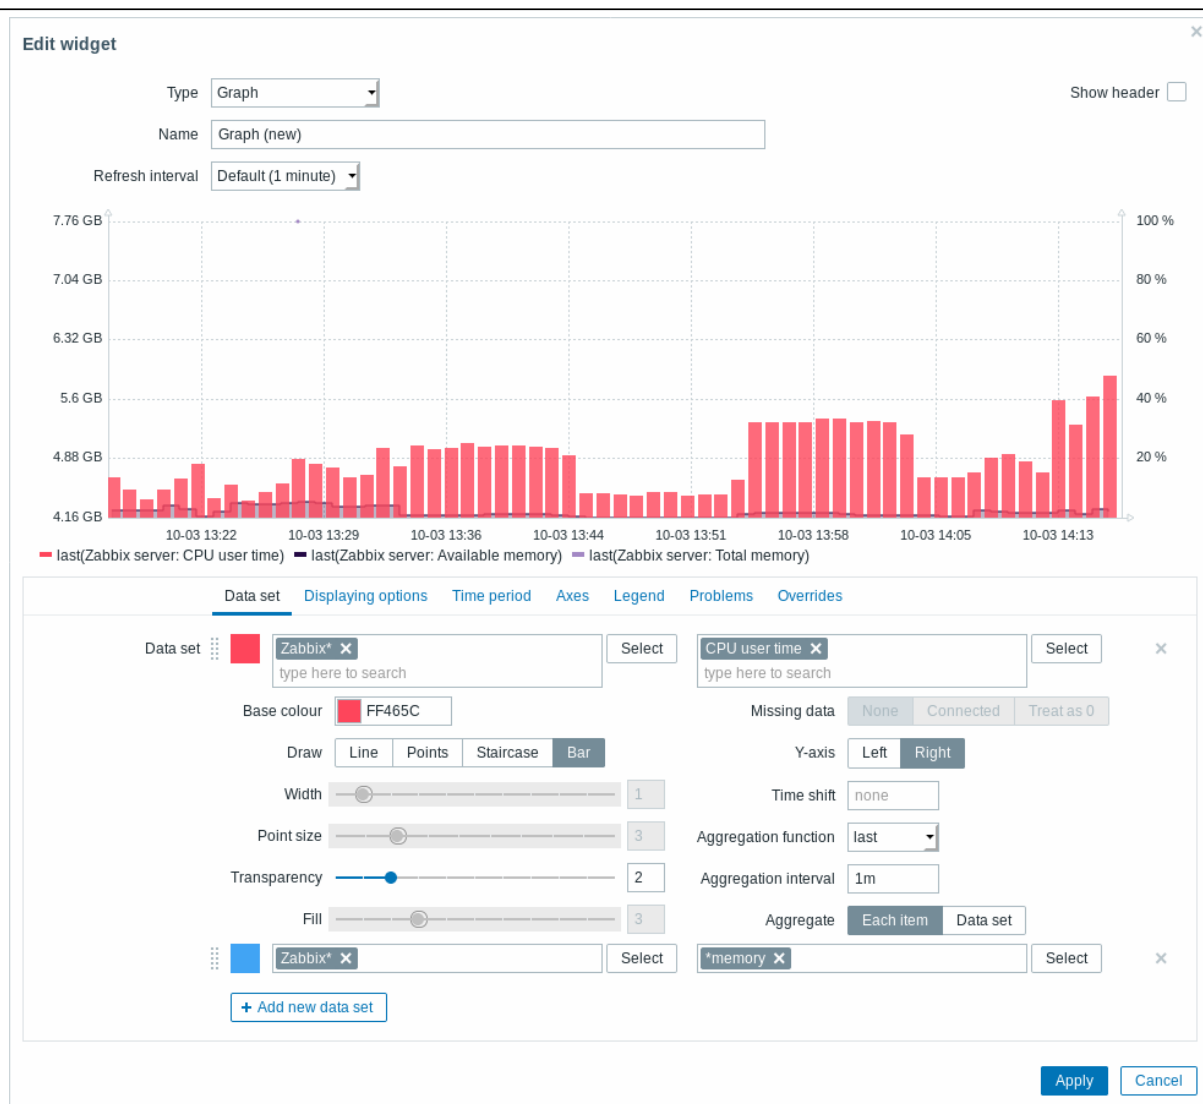 Edit widget
Type Graph Show header
Name Graph (new)
Refresh interval Default (1 minute)
7.76 GB 100 %
7.04 GB 80 %
6.32 GB 60 %
5.6 GB 40 %
4.88 GB 20 %
4.16 GB
10-03 13:22 10-03 13:29 10-03 13:36 10-03 13:44 10-03 13:51 10-03 13:58 10-03 14:05 10-03 14:13
last(Zabbix server: CPU user time) last(Zabbix server: Available memory) last(Zabbix server: Total memory)
Data set Displaying options Time period Axes Legend Problems Overrides
Data set Zabbix* Select CPU user time Select
type here to search type here to search
Base colour FF465C Missing data None Connected Treat as 0
Draw Line Points Staircase Bar Y-axis Left Right
Width 1 Time shift none
Point size 3 Aggregation function last
Transparency 2 Aggregation interval 1m
Fill 3 Aggregate Each item Data set
Zabbix* Select *memory Select
+ Add new data set
Apply Cancel